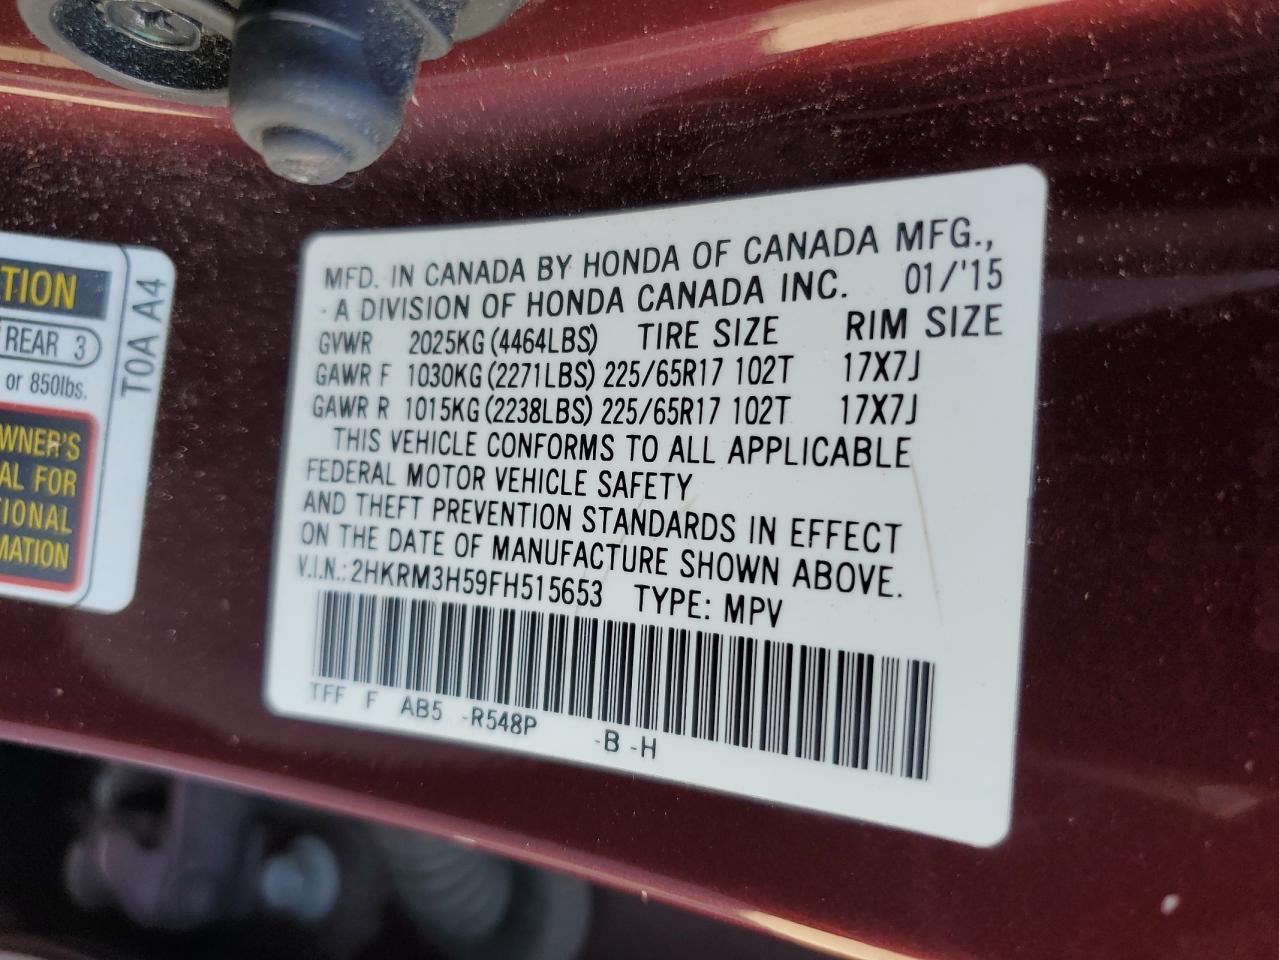 MFD. IN CANADA BY HONDA OF CANADA MFG.,
A DIVISION OF HONDA CANADA INC. 01/'15
GVWR 2025KG (4464LBS) TIRE SIZE RIM SIZE
GAWR F 1030KG (2271LBS) 225/65R17 102T 17X7J
GAWR R 1015KG (2238LBS) 225/65R17 102T 17X7J
THIS VEHICLE CONFORMS TO ALL APPLICABLE
FEDERAL MOTOR VEHICLE SAFETY
AND THEFT PREVENTION STANDARDS IN EFFECT
ON THE DATE OF MANUFACTURE SHOWN ABOVE.
V.I.N.: 2HKRM3H59FH515653 TYPE: MPV
TFF F AB5 -R548P -B -H
TION
REAR 3
or 850lbs.
WNER'S
AL FOR
TIONAL
MATION
T0A A4